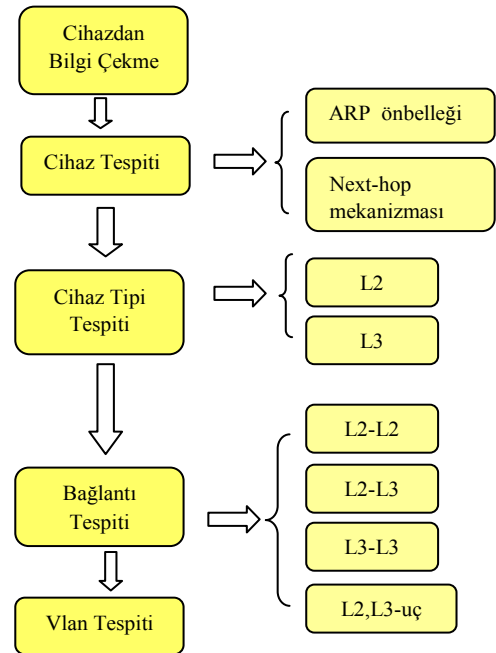 Cihazdan
Bilgi Çekme
Cihaz Tespiti
ARP önbelleği
Next-hop
mekanizması
Cihaz Tipi
Tespiti
L2
L3
Bağlantı
Tespiti
L2-L2
L2-L3
L3-L3
L2,L3-uç
Vlan Tespiti